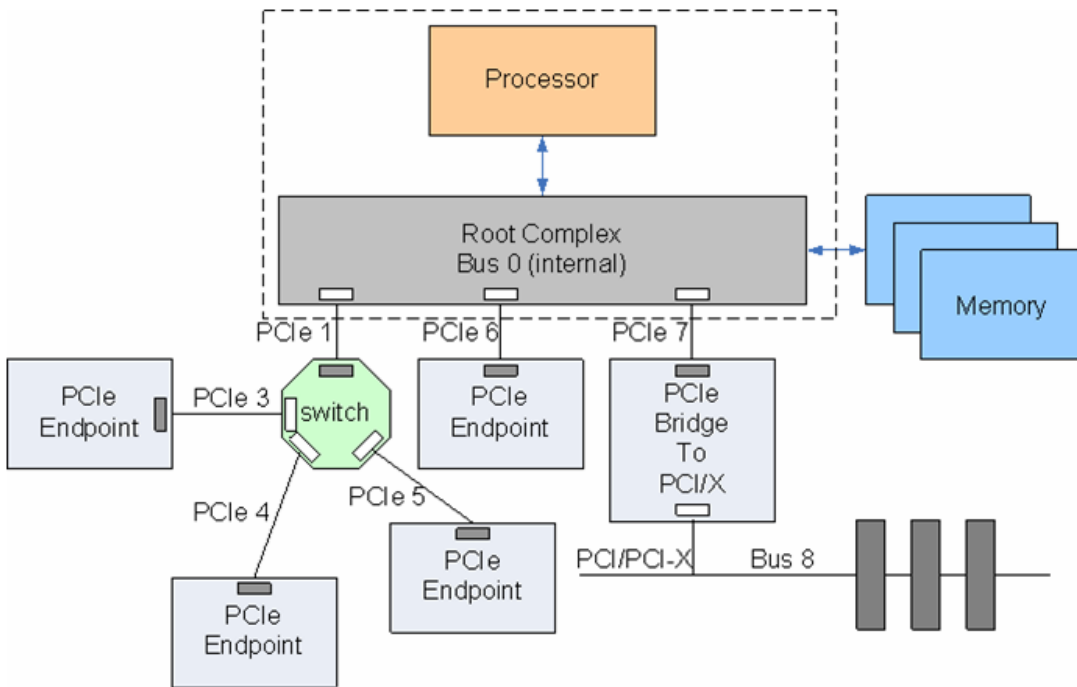 Processor
Root Complex
Bus 0 (internal)
Memory
PCIe 1
PCIe 6
PCIe 7
PCIe
Endpoint
PCIe 3
switch
PCIe
Endpoint
PCIe
Bridge
To
PCI/X
PCIe 4
PCIe 5
PCIe
Endpoint
PCIe
Endpoint
PCI/PCI-X
Bus 8